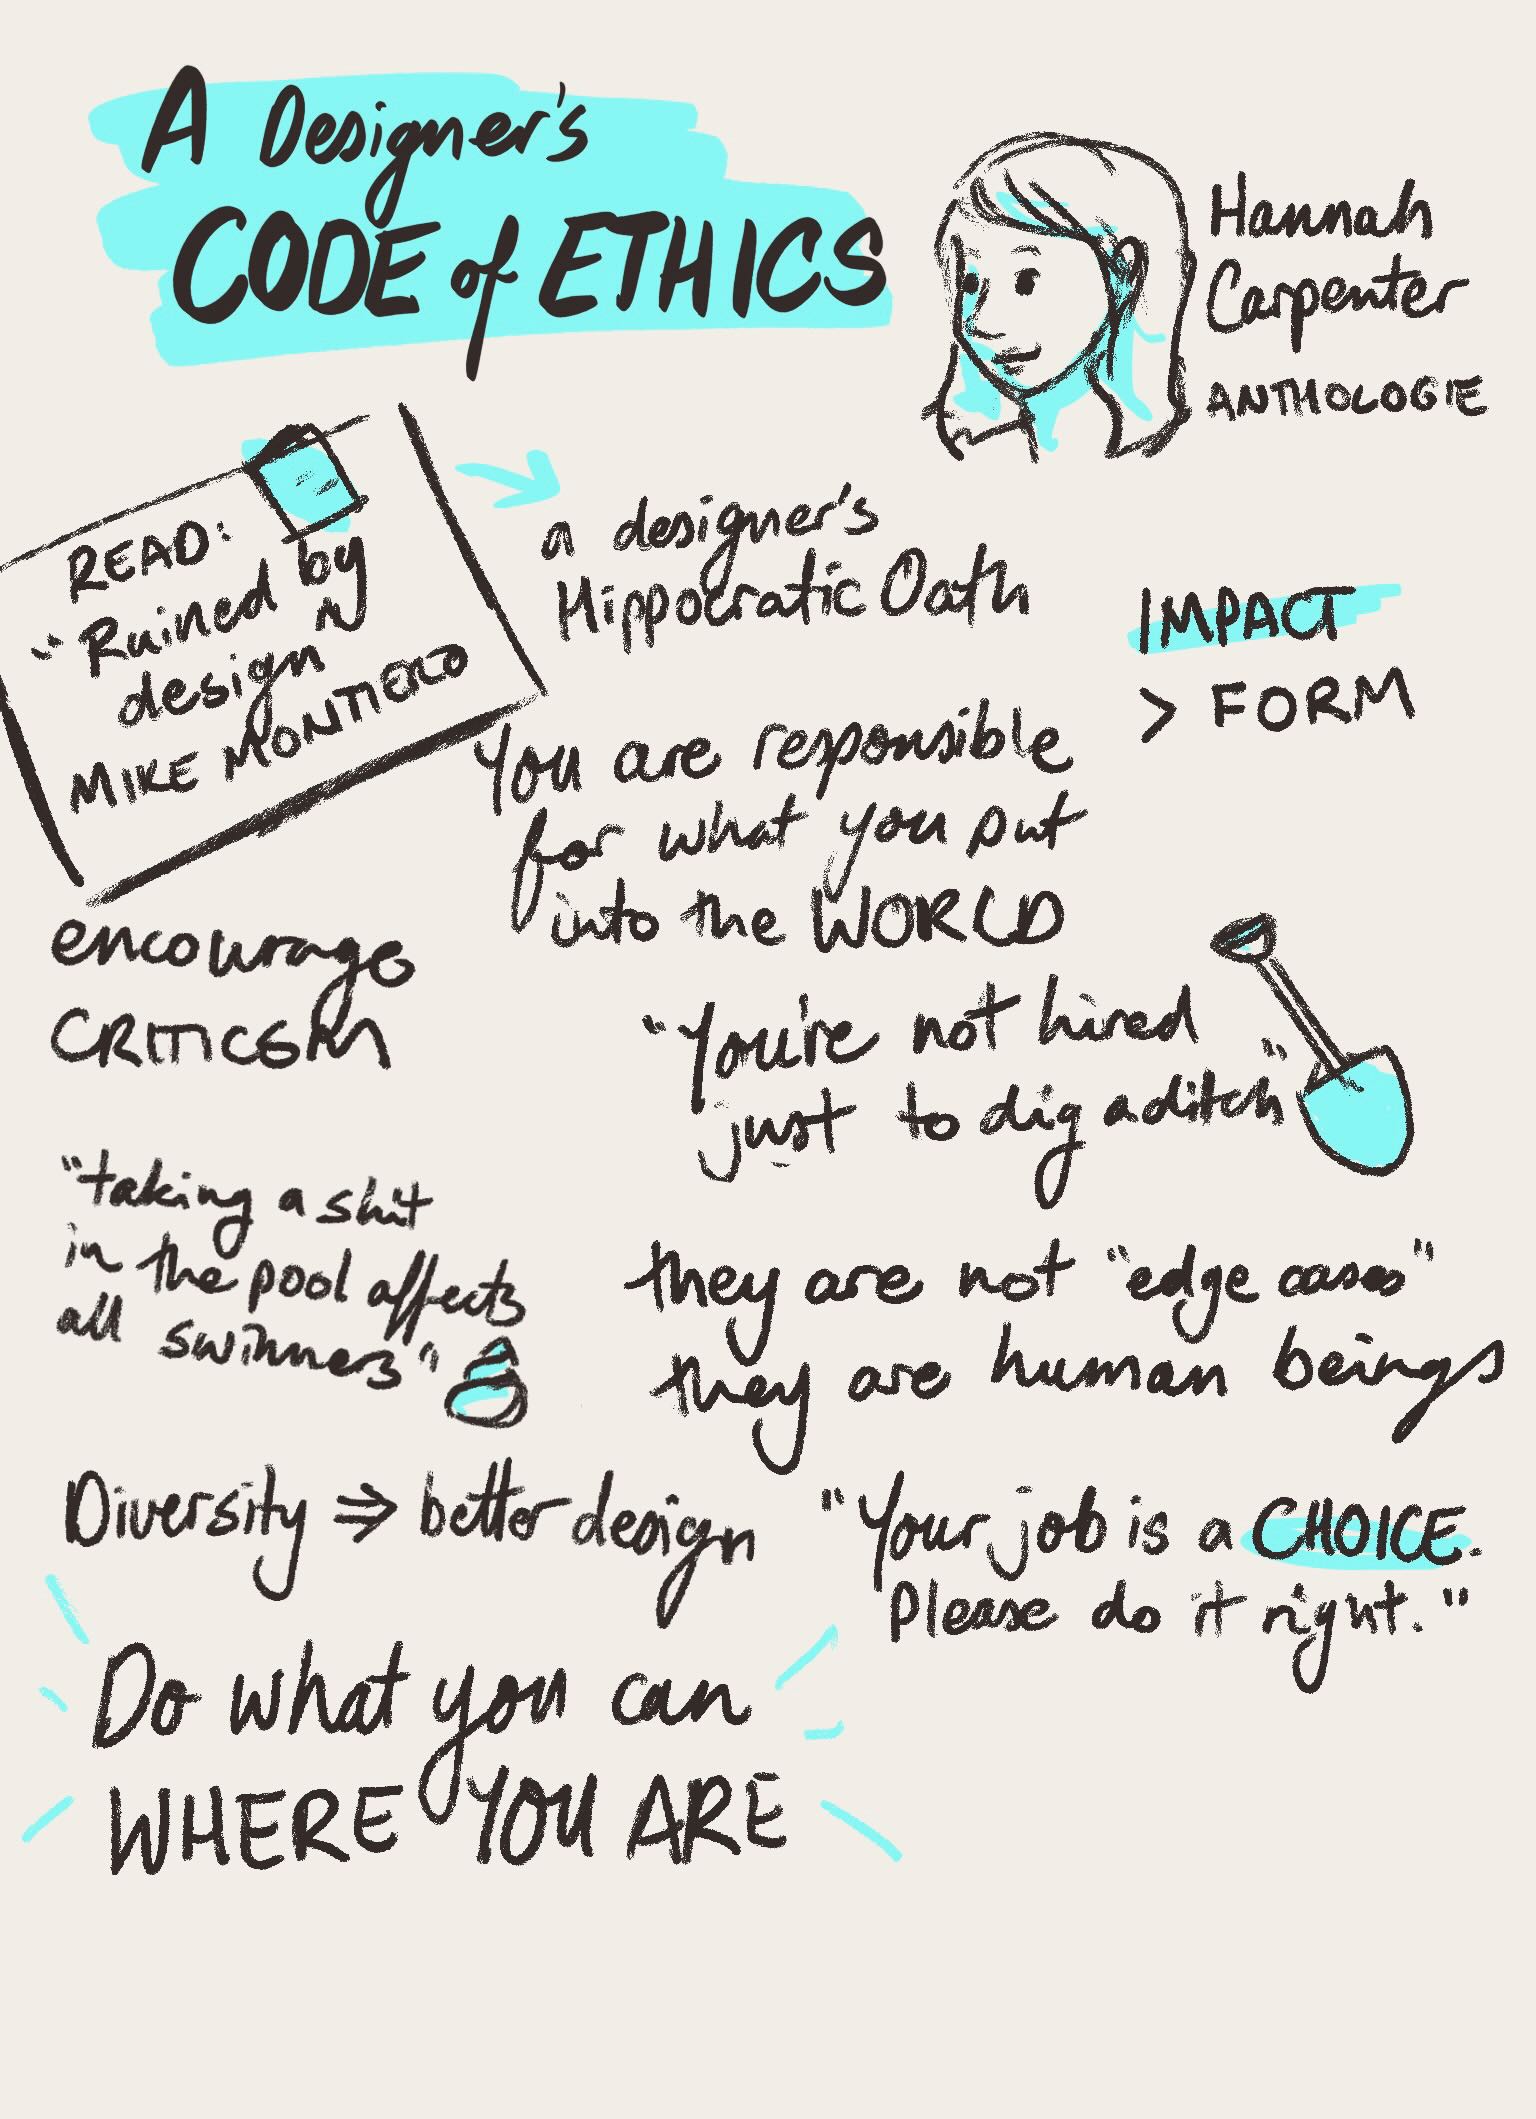 A Designer's
CODE of ETHICS
Hannah
Carpenter
ANTHOLOGIE
READ:
"Ruined by
design"
MIKE MONTIERO
a designer's
Hippocratic Oath
IMPACT
> FORM
You are responsible
for what you put
into the WORLD
encourage
CRITICSM
"You're not hired
just to dig a ditch"
"taking a shit
in the pool affects
all swimmers"
they are not "edge cases"
they are human beings
Diversity ⇒ better design
"Your job is a CHOICE.
Please do it right."
Do what you can
WHERE YOU ARE